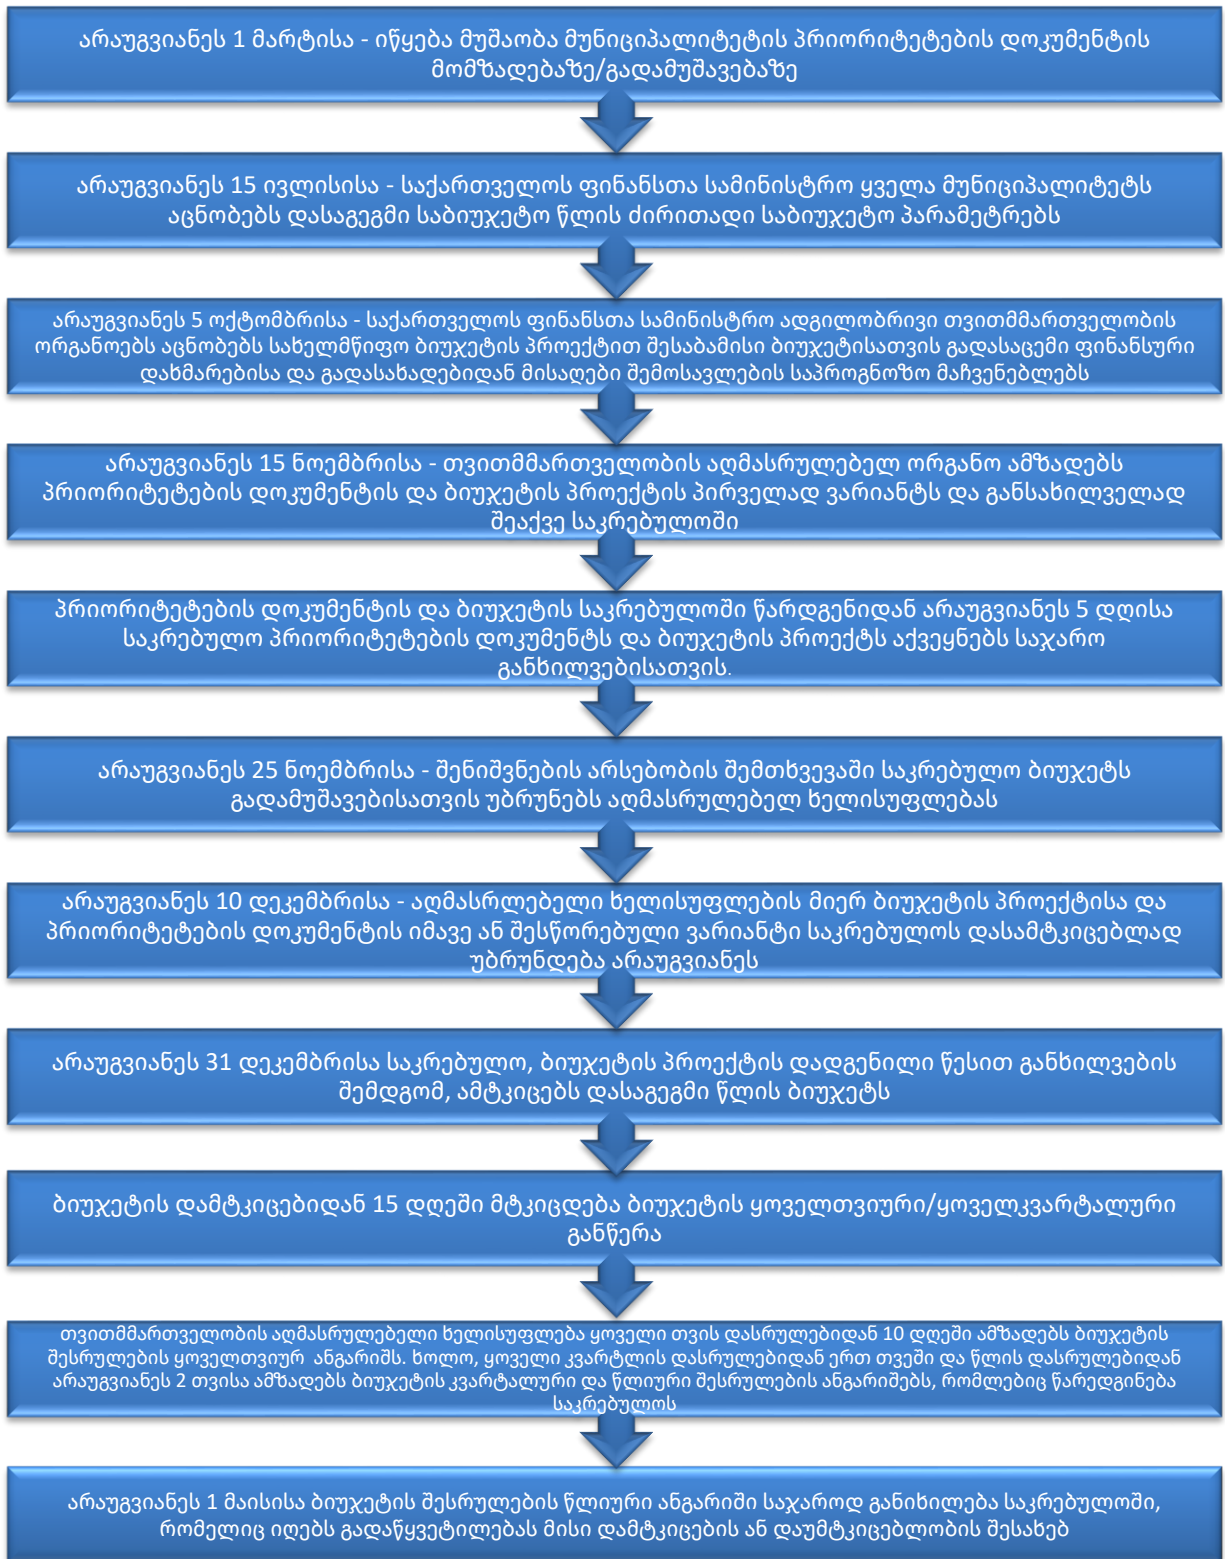 არაუგვიანეს 1 მარტისა - იწყება მუშაობა მუნიციპალიტეტის პრიორიტეტების დოკუმენტის
მომზადებაზე/გადამუშავებაზე
არაუგვიანეს 15 ივლისისა - საქართველოს ფინანსთა სამინისტრო ყველა მუნიციპალიტეტს
აცნობებს დასაგეგმი საბიუჯეტო წლის ძირითადი საბიუჯეტო პარამეტრებს
არაუგვიანეს 5 ოქტომბრისა - საქართველოს ფინანსთა სამინისტრო ადგილობრივი თვითმმართველობის
ორგანოებს აცნობებს სახელმწიფო ბიუჯეტის პროექტით შესაბამისი ბიუჯეტისათვის გადასაცემი ფინანსური
დახმარებისა და გადასახადებიდან მისაღები შემოსავლების საპროგნოზო მაჩვენებლებს
არაუგვიანეს 15 ნოემბრისა - თვითმმართველობის აღმასრულებელ ორგანო ამზადებს
პრიორიტეტების დოკუმენტის და ბიუჯეტის პროექტის პირველად ვარიანტს და განსახილველად
შეაქვე საკრებულოში
პრიორიტეტების დოკუმენტის და ბიუჯეტის საკრებულოში წარდგენიდან არაუგვიანეს 5 დღისა
საკრებულო პრიორიტეტების დოკუმენტს და ბიუჯეტის პროექტს აქვეყნებს საჯარო
განხილვებისათვის.
არაუგვიანეს 25 ნოემბრისა - შენიშვნების არსებობის შემთხვევაში საკრებულო ბიუჯეტს
გადამუშავებისათვის უბრუნებს აღმასრულებელ ხელისუფლებას
არაუგვიანეს 10 დეკემბრისა - აღმასრლებელი ხელისუფლების მიერ ბიუჯეტის პროექტისა და
პრიორიტეტების დოკუმენტის იმავე ან შესწორებული ვარიანტი საკრებულოს დასამტკიცებლად
უბრუნდება არაუგვიანეს
არაუგვიანეს 31 დეკემბრისა საკრებულო, ბიუჯეტის პროექტის დადგენილი წესით განხილვების
შემდგომ, ამტკიცებს დასაგეგმი წლის ბიუჯეტს
ბიუჯეტის დამტკიცებიდან 15 დღეში მტკიცდება ბიუჯეტის ყოველთვიური/ყოველკვარტალური
განწერა
თვითმმართველობის აღმასრულებელი ხელისუფლება ყოველი თვის დასრულებიდან 10 დღეში ამზადებს ბიუჯეტის
შესრულების ყოველთვიურ ანგარიშს. ხოლო, ყოველი კვარტლის დასრულებიდან ერთ თვეში და წლის დასრულებიდან
არაუგვიანეს 2 თვისა ამზადებს ბიუჯეტის კვარტალური და წლიური შესრულების ანგარიშებს, რომლებიც წარედგინება
საკრებულოს
არაუგვიანეს 1 მაისისა ბიუჯეტის შესრულების წლიური ანგარიში საჯაროდ განიხილება საკრებულოში,
რომელიც იღებს გადაწყვეტილებას მისი დამტკიცების ან დაუმტკიცებლობის შესახებ